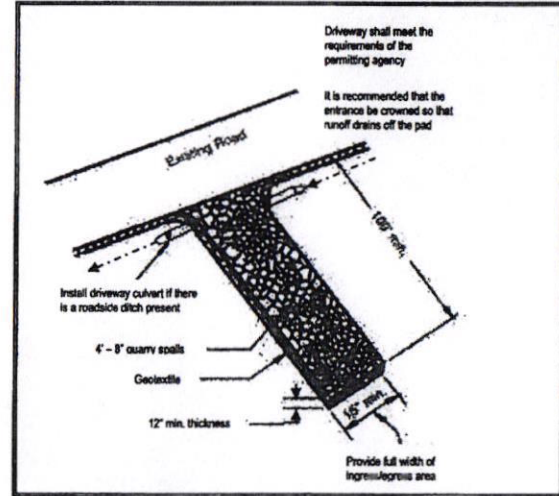 Driveway shall meet the
requirements of the
permitting agency
It is recommended that the
entrance be crowned so that
runoff drains off the pad
Existing Road
100' min.
Install driveway culvert if there
is a roadside ditch present
4" – 8" quarry spalls
Geotextile
12" min. thickness
15' min.
Provide full width of
ingress/egress area